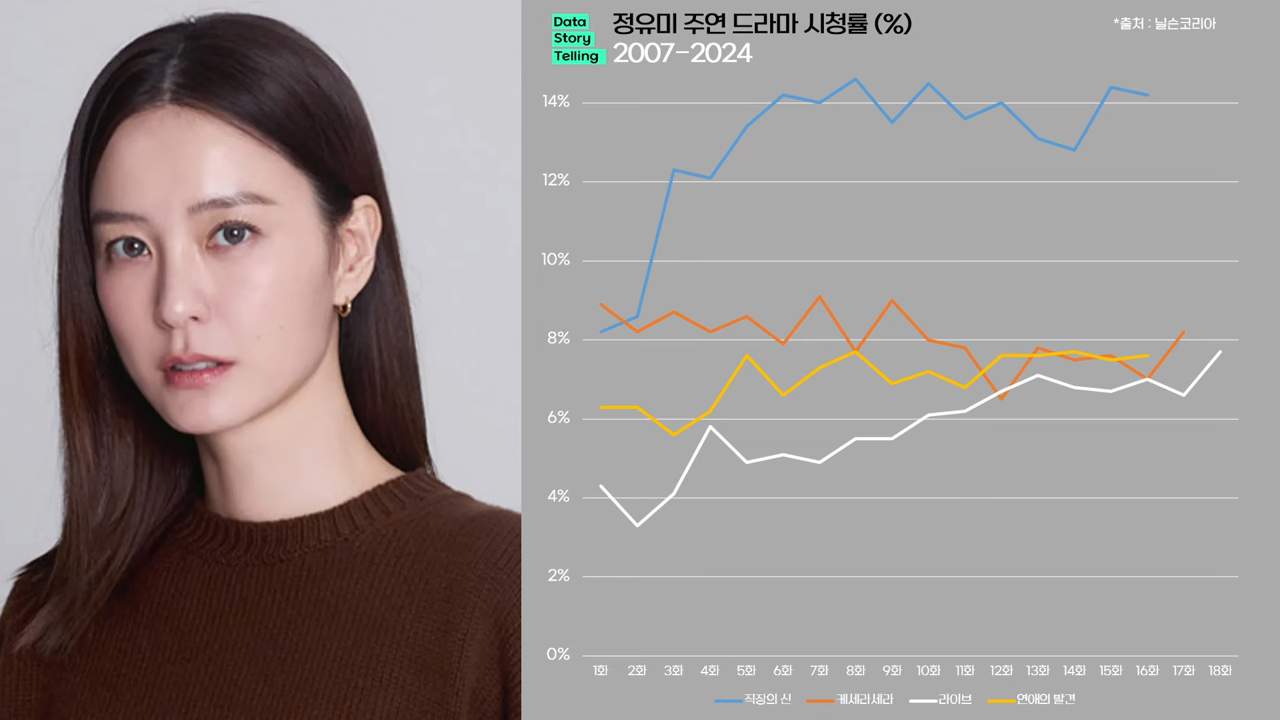 Data
Story
Telling
정유미 주연 드라마 시청률 (%)
2007-2024
*출처 : 닐슨코리아
14%
12%
10%
8%
6%
4%
2%
0%
1화 2화 3화 4화 5화 6화 7화 8화 9화 10화 11화 12화 13화 14화 15화 16화 17화 18화
직장의 신 케세라세라 라이브 연애의 발견